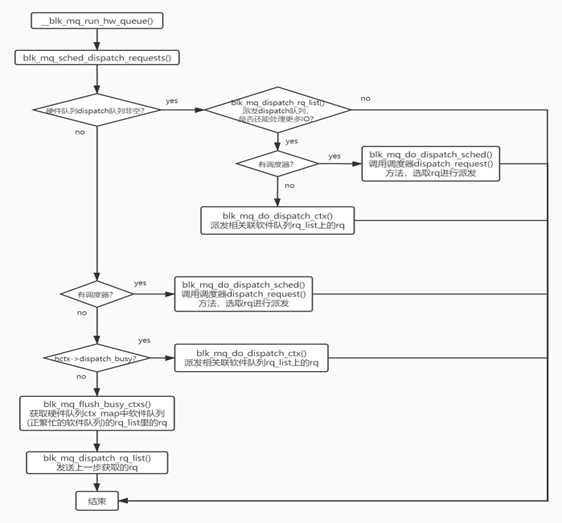 __blk_mq_run_hw_queue()
blk_mq_sched_dispatch_requests()
硬件队列dispatch队列非空?
yes
blk_mq_dispatch_rq_list()
派发dispatch队列,
是否还能处理更多IO?
no
no
yes
有调度器?
yes
blk_mq_do_dispatch_sched()
调用调度器dispatch_request()
方法，选取rq进行派发
no
blk_mq_do_dispatch_ctx()
派发相关联软件队列rq_list上的rq
有调度器?
yes
blk_mq_do_dispatch_sched()
调用调度器dispatch_request()
方法，选取rq进行派发
no
hctx->dispatch_busy?
yes
blk_mq_do_dispatch_ctx()
派发相关联软件队列rq_list上的rq
no
blk_mq_flush_busy_ctxs()
获取硬件队列ctx_map中软件队列
(正繁忙的软件队列)的rq_list里的rq
blk_mq_dispatch_rq_list()
发送上一步获取的rq
结束